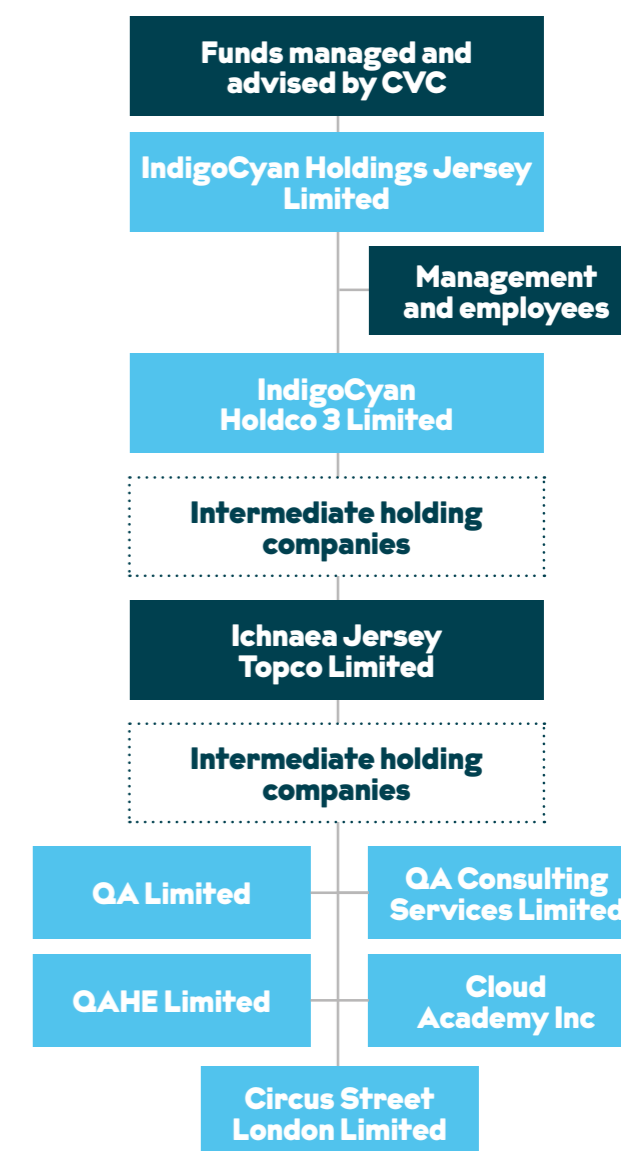 Funds managed and
advised by CVC
IndigoCyan Holdings Jersey
Limited
Management
and employees
IndigoCyan
Holdco 3 Limited
Intermediate holding
companies
Ichnaea Jersey
Topco Limited
Intermediate holding
companies
QA Limited
QA Consulting
Services Limited
QAHE Limited
Cloud
Academy Inc
Circus Street
London Limited